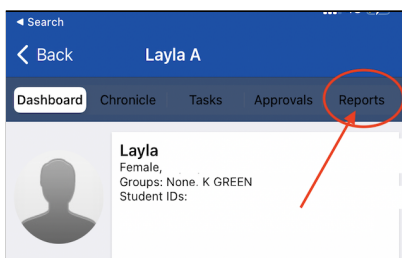 Search
Back Layla A
Dashboard Chronicle Tasks Approvals Reports
Layla
Female,
Groups: None. K GREEN
Student IDs: